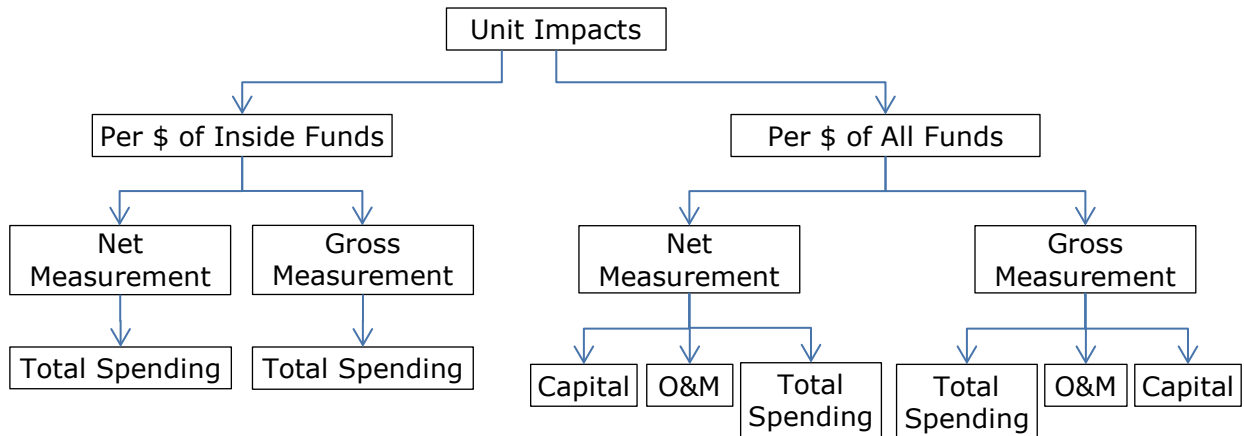 Unit Impacts
Per $ of Inside Funds
Per $ of All Funds
Net
Measurement
Gross
Measurement
Net
Measurement
Gross
Measurement
Total Spending
Total Spending
Capital
O&M
Total
Spending
Total
Spending
O&M
Capital